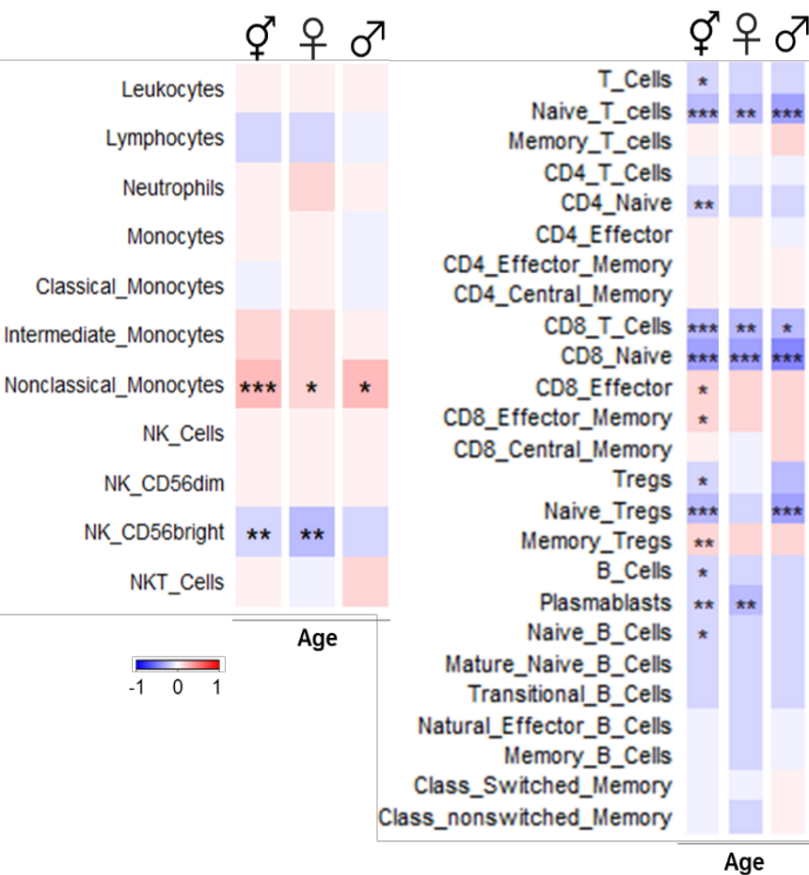 ⚥ ♀ ♂
Leukocytes
Lymphocytes
Neutrophils
Monocytes
Classical_Monocytes
Intermediate_Monocytes
Nonclassical_Monocytes *** * *
NK_Cells
NK_CD56dim
NK_CD56bright ** **
NKT_Cells
Age
-1 0 1
⚥ ♀ ♂
T_Cells *
Naive_T_cells *** ** ***
Memory_T_cells
CD4_T_Cells
CD4_Naive **
CD4_Effector
CD4_Effector_Memory
CD4_Central_Memory
CD8_T_Cells *** ** *
CD8_Naive *** *** ***
CD8_Effector *
CD8_Effector_Memory *
CD8_Central_Memory
Tregs *
Naive_Tregs *** ***
Memory_Tregs **
B_Cells *
Plasmablasts ** **
Naive_B_Cells *
Mature_Naive_B_Cells
Transitional_B_Cells
Natural_Effector_B_Cells
Memory_B_Cells
Class_Switched_Memory
Class_nonswitched_Memory
Age